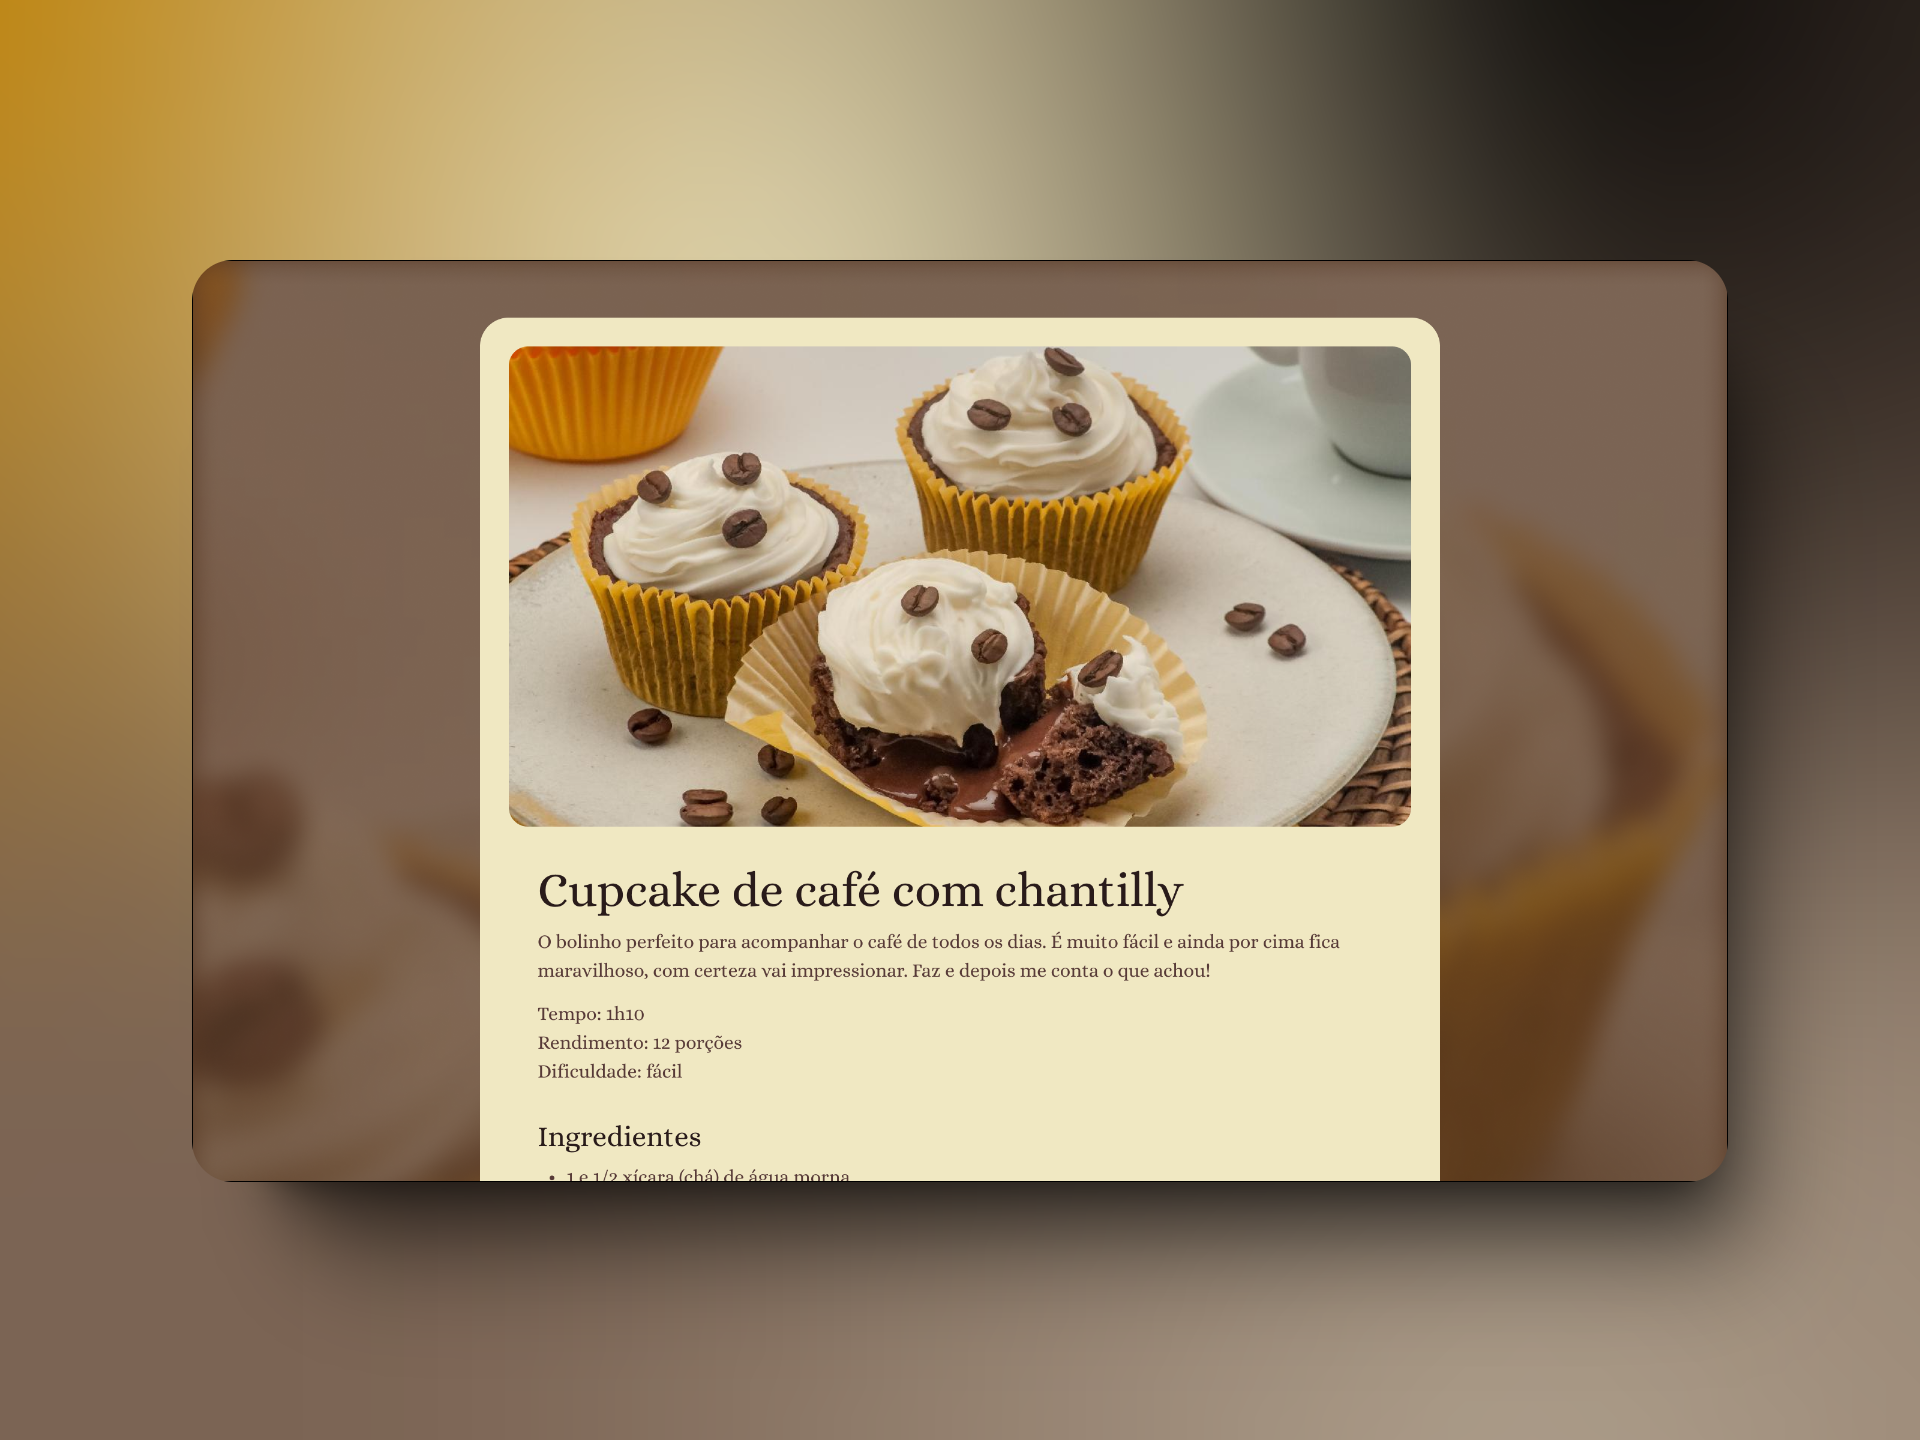 Cupcake de café com chantilly
O bolinho perfeito para acompanhar o café de todos os dias. É muito fácil e ainda por cima fica
maravilhoso, com certeza vai impressionar. Faz e depois me conta o que achou!
Tempo: 1h10
Rendimento: 12 porções
Dificuldade: fácil
Ingredientes
• 1 e 1/2 xícara (chá) de água morna